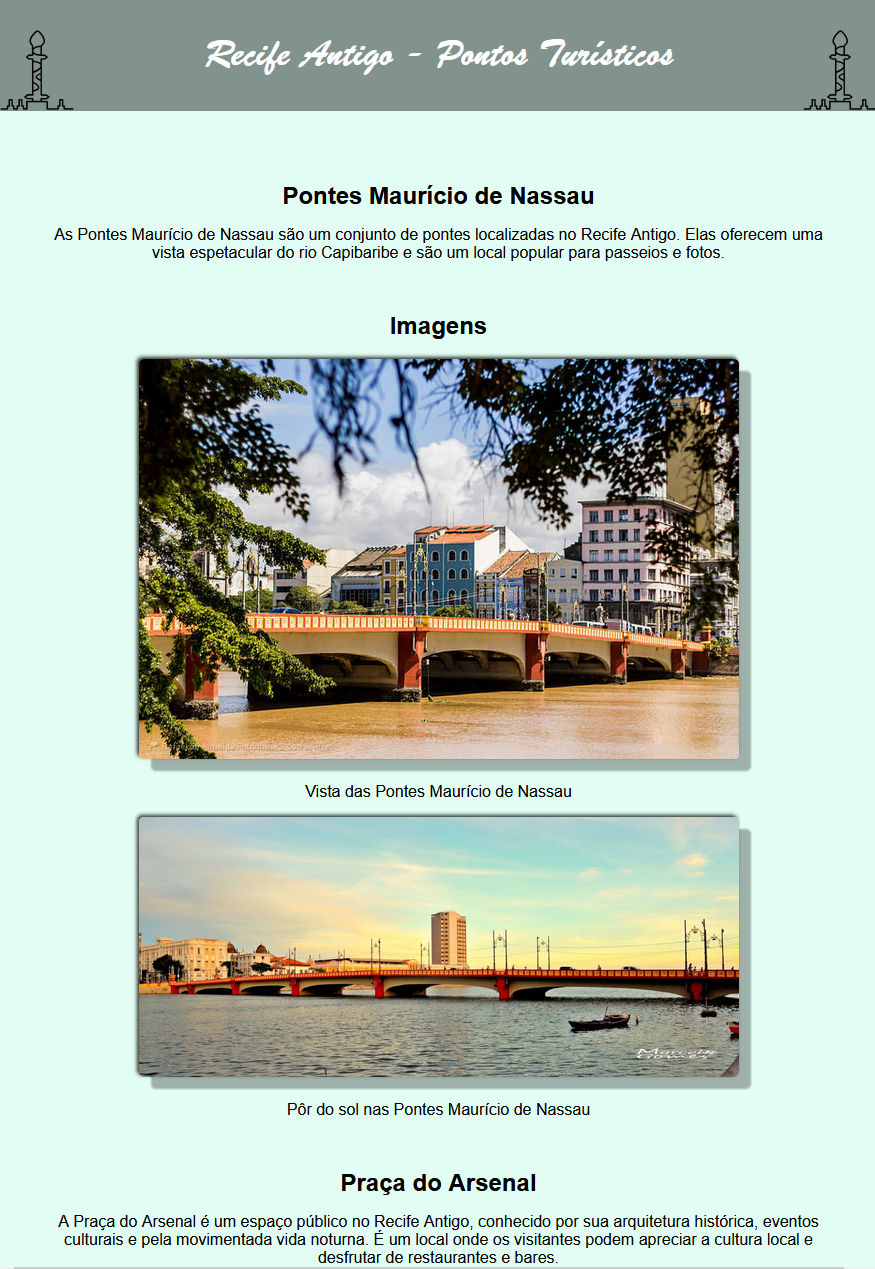 Recife Antigo - Pontos Turísticos
Pontes Maurício de Nassau
As Pontes Maurício de Nassau são um conjunto de pontes localizadas no Recife Antigo. Elas oferecem uma
vista espetacular do rio Capibaribe e são um local popular para passeios e fotos.
Imagens
Vista das Pontes Maurício de Nassau
Pôr do sol nas Pontes Maurício de Nassau
Praça do Arsenal
A Praça do Arsenal é um espaço público no Recife Antigo, conhecido por sua arquitetura histórica, eventos
culturais e pela movimentada vida noturna. É um local onde os visitantes podem apreciar a cultura local e
desfrutar de restaurantes e bares.